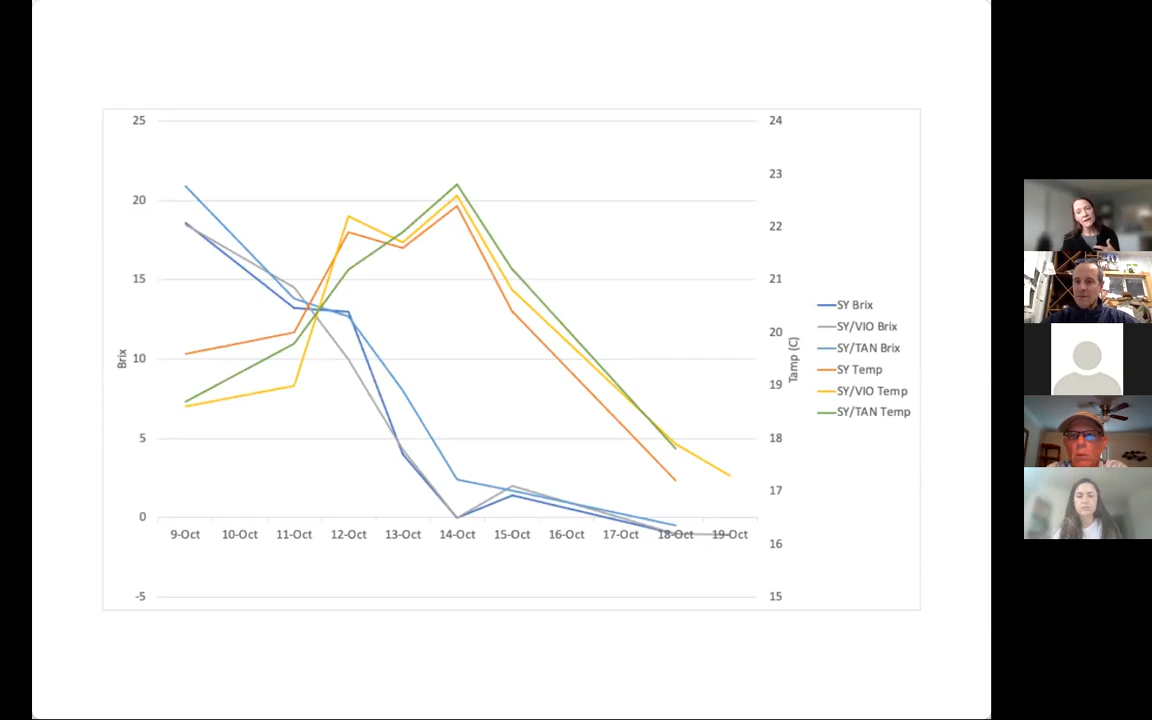 25
20
15
10
5
0
-5
Brix
9-Oct 10-Oct 11-Oct 12-Oct 13-Oct 14-Oct 15-Oct 16-Oct 17-Oct 18-Oct 19-Oct
24
23
22
21
20
19
18
17
16
15
Tamp (C)
SY Brix
SY/VIO Brix
SY/TAN Brix
SY Temp
SY/VIO Temp
SY/TAN Temp